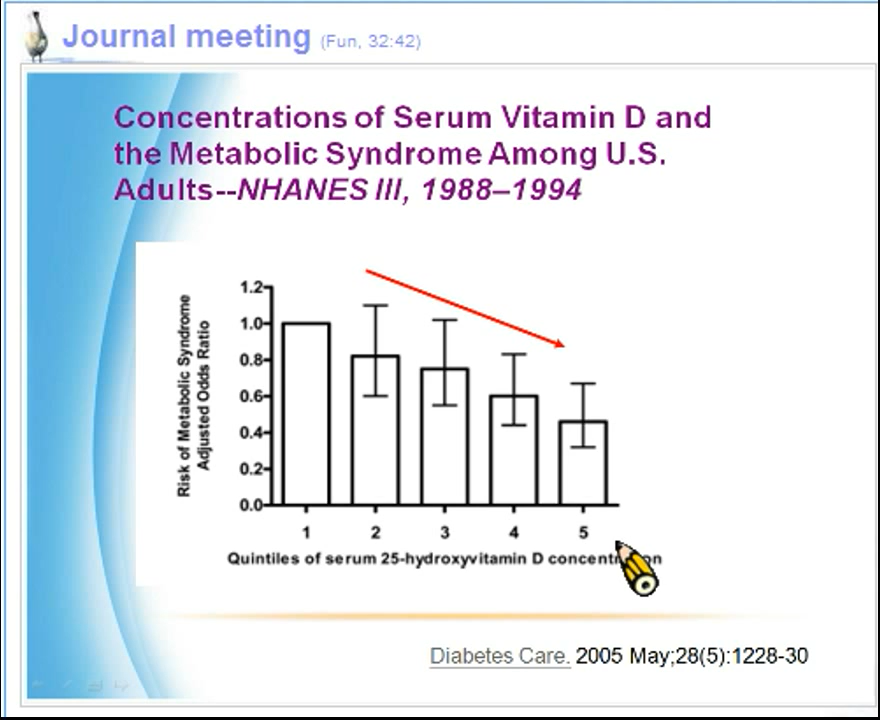 Journal meeting (Fun, 32:42)
Concentrations of Serum Vitamin D and
the Metabolic Syndrome Among U.S.
Adults--NHANES III, 1988–1994
Risk of Metabolic Syndrome
Adjusted Odds Ratio
1.2
1.0
0.8
0.6
0.4
0.2
0.0
1 2 3 4 5
Quintiles of serum 25-hydroxyvitamin D
Diabetes Care. 2005 May;28(5):1228-30